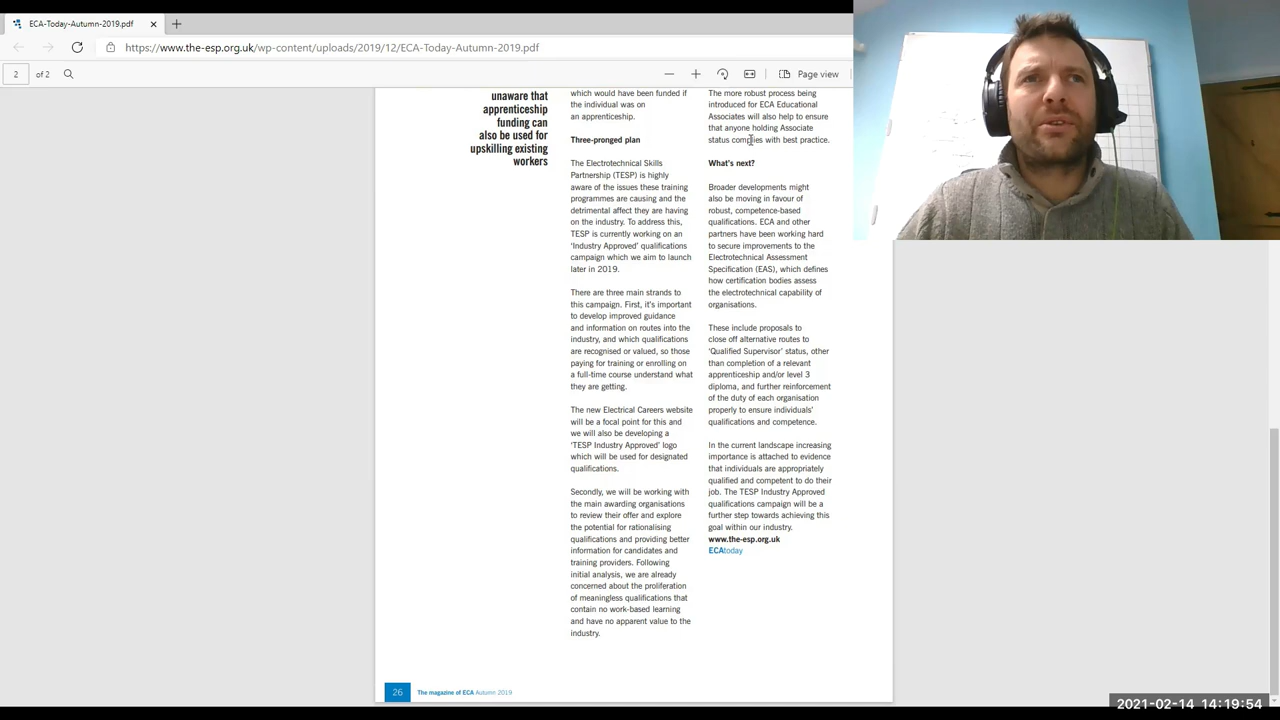 ECA-Today-Autumn-2019.pdf
https://www.the-esp.org.uk/wp-content/uploads/2019/12/ECA-Today-Autumn-2019.pdf
2 of 2
Page view
unaware that
apprenticeship
funding can
also be used for
upskilling existing
workers
which would have been funded if
the individual was on
an apprenticeship.
Three-pronged plan
The Electrotechnical Skills
Partnership (TESP) is highly
aware of the issues these training
programmes are causing and the
detrimental affect they are having
on the industry. To address this,
TESP is currently working on an
‘Industry Approved’ qualifications
campaign which we aim to launch
later in 2019.
There are three main strands to
this campaign. First, it’s important
to develop improved guidance
and information on routes into the
industry, and which qualifications
are recognised or valued, so those
paying for training or enrolling on
a full-time course understand what
they are getting.
The new Electrical Careers website
will be a focal point for this and
we will also be developing a
‘TESP Industry Approved’ logo
which will be used for designated
qualifications.
Secondly, we will be working with
the main awarding organisations
to review their offer and explore
the potential for rationalising
qualifications and providing better
information for candidates and
training providers. Following
initial analysis, we are already
concerned about the proliferation
of meaningless qualifications that
contain no work-based learning
and have no apparent value to the
industry.
The more robust process being
introduced for ECA Educational
Associates will also help to ensure
that anyone holding Associate
status complies with best practice.
What’s next?
Broader developments might
also be moving in favour of
robust, competence-based
qualifications. ECA and other
partners have been working hard
to secure improvements to the
Electrotechnical Assessment
Specification (EAS), which defines
how certification bodies assess
the electrotechnical capability of
organisations.
These include proposals to
close off alternative routes to
‘Qualified Supervisor’ status, other
than completion of a relevant
apprenticeship and/or level 3
diploma, and further reinforcement
of the duty of each organisation
properly to ensure individuals’
qualifications and competence.
In the current landscape increasing
importance is attached to evidence
that individuals are appropriately
qualified and competent to do their
job. The TESP Industry Approved
qualifications campaign will be a
further step towards achieving this
goal within our industry.
www.the-esp.org.uk
ECAtoday
26 The magazine of ECA Autumn 2019
2021-02-14 14:19:54